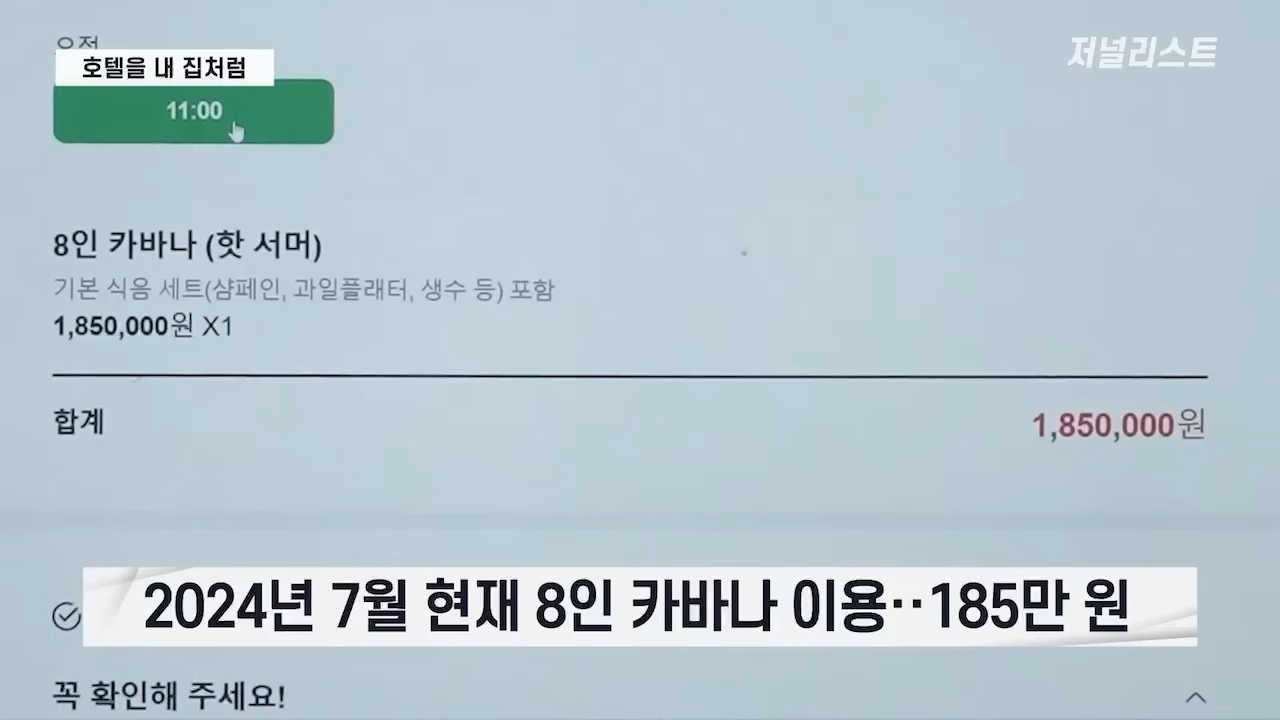 저널리스트
호텔을 내 집처럼
11:00
8인 카바나 (핫 서머)
기본 식음 세트(샴페인, 과일플래터, 생수 등) 포함
1,850,000원 X1
합계
1,850,000원
2024년 7월 현재 8인 카바나 이용··185만 원
꼭 확인해 주세요!